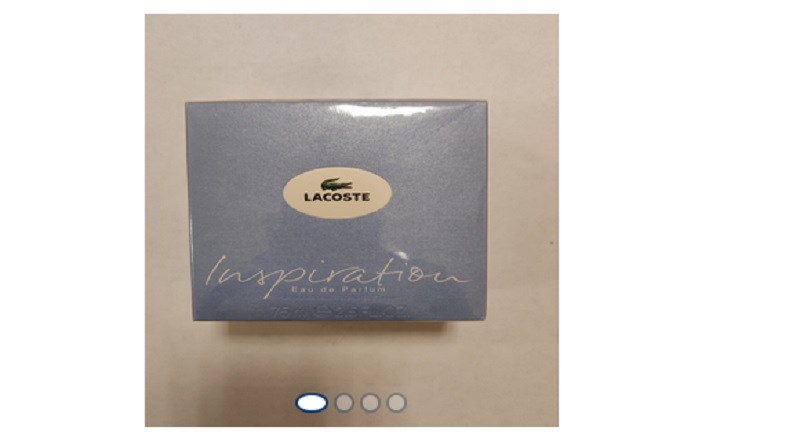 LACOSTE
Inspiration
Eau de Parfum